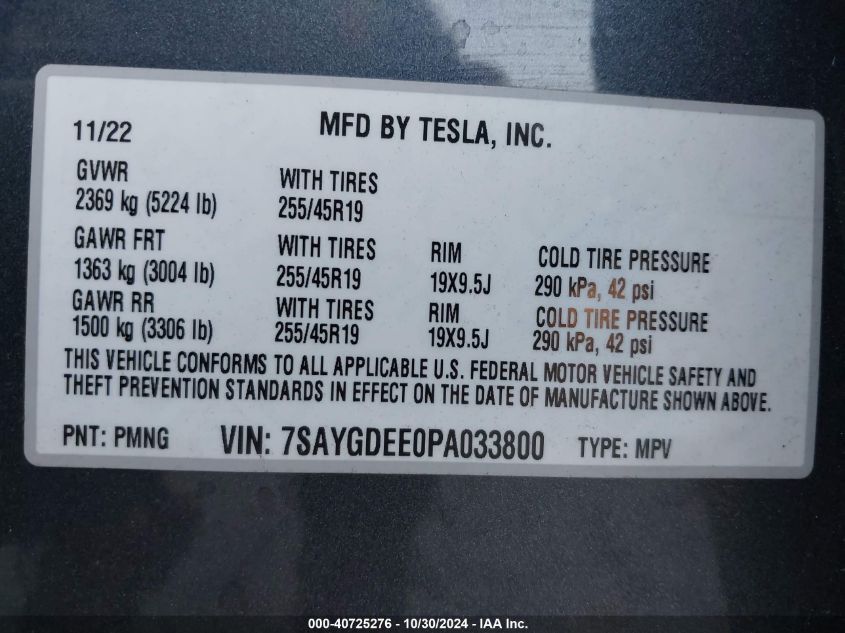 11/22 MFD BY TESLA, INC.
GVWR WITH TIRES
2369 kg (5224 lb) 255/45R19
GAWR FRT WITH TIRES RIM COLD TIRE PRESSURE
1363 kg (3004 lb) 255/45R19 19X9.5J 290 kPa, 42 psi
GAWR RR WITH TIRES RIM COLD TIRE PRESSURE
1500 kg (3306 lb) 255/45R19 19X9.5J 290 kPa, 42 psi
THIS VEHICLE CONFORMS TO ALL APPLICABLE U.S. FEDERAL MOTOR VEHICLE SAFETY AND
THEFT PREVENTION STANDARDS IN EFFECT ON THE DATE OF MANUFACTURE SHOWN ABOVE.
PNT: PMNG VIN: 7SAYGDEE0PA033800 TYPE: MPV
000-40725276 - 10/30/2024 - IAA Inc.